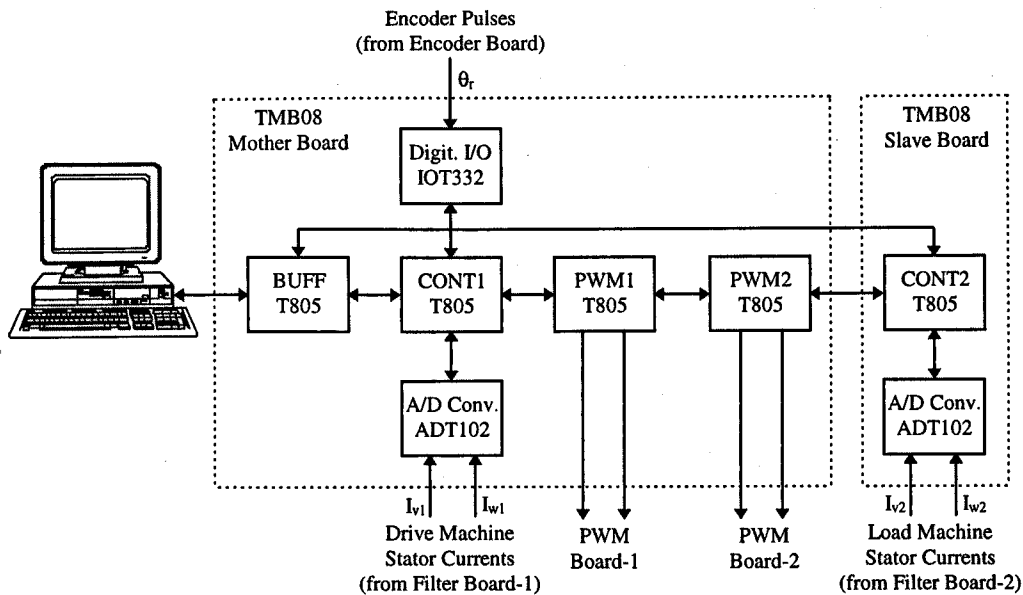 Encoder Pulses
(from Encoder Board)
θr
TMB08
Mother Board
TMB08
Slave Board
Digit. I/O
IOT332
BUFF
T805
CONT1
T805
PWM1
T805
PWM2
T805
CONT2
T805
A/D Conv.
ADT102
A/D Conv.
ADT102
Iv1
Iw1
Iv2
Iw2
Drive Machine
Stator Currents
(from Filter Board-1)
PWM
Board-1
PWM
Board-2
Load Machine
Stator Currents
(from Filter Board-2)